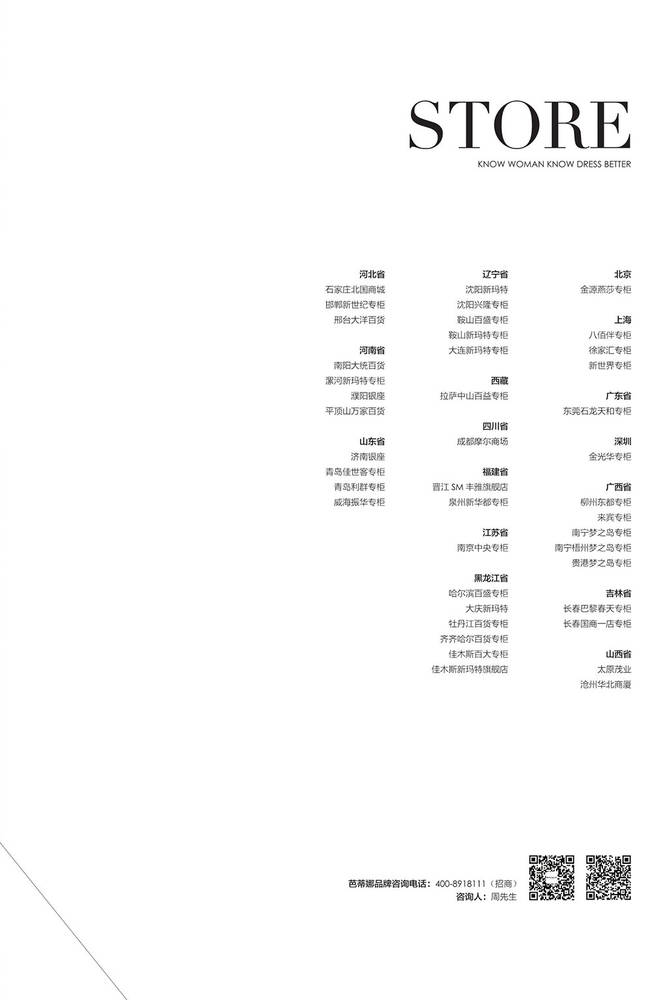 STORE
KNOW WOMAN KNOW DRESS BETTER
河北省
石家庄北国商城
邯郸新世纪专柜
邢台大洋百货
河南省
南阳大统百货
漯河新玛特专柜
濮阳银座
平顶山万家百货
山东省
济南银座
青岛佳世客专柜
青岛利群专柜
威海振华专柜
辽宁省
沈阳新玛特
沈阳兴隆专柜
鞍山百盛专柜
鞍山新玛特专柜
大连新玛特专柜
西藏
拉萨中山百益专柜
四川省
成都摩尔商场
福建省
晋江 SM 丰雅旗舰店
泉州新华都专柜
江苏省
南京中央专柜
黑龙江省
哈尔滨百盛专柜
大庆新玛特
牡丹江百货专柜
齐齐哈尔百货专柜
佳木斯百大专柜
佳木斯新玛特旗舰店
北京
金源燕莎专柜
上海
八佰伴专柜
徐家汇专柜
新世界专柜
广东省
东莞石龙天和专柜
深圳
金光华专柜
广西省
柳州东都专柜
来宾专柜
南宁梦之岛专柜
南宁梧州梦之岛专柜
贵港梦之岛专柜
吉林省
长春巴黎春天专柜
长春国商一店专柜
山西省
太原茂业
沧州华北商厦
芭蒂娜品牌咨询电话：400-8918111（招商）
咨询人：周先生